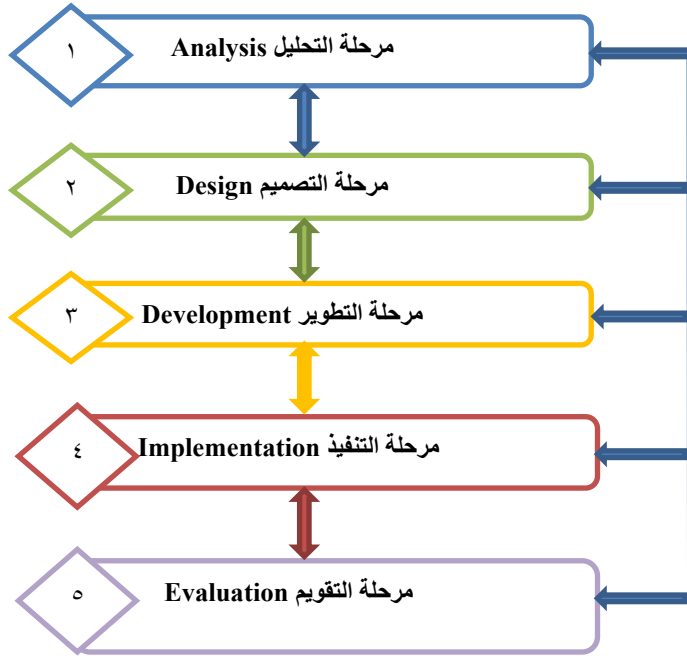 ١
مرحلة التحليل Analysis
٢
مرحلة التصميم Design
٣
مرحلة التطوير Development
٤
مرحلة التنفيذ Implementation
٥
مرحلة التقويم Evaluation